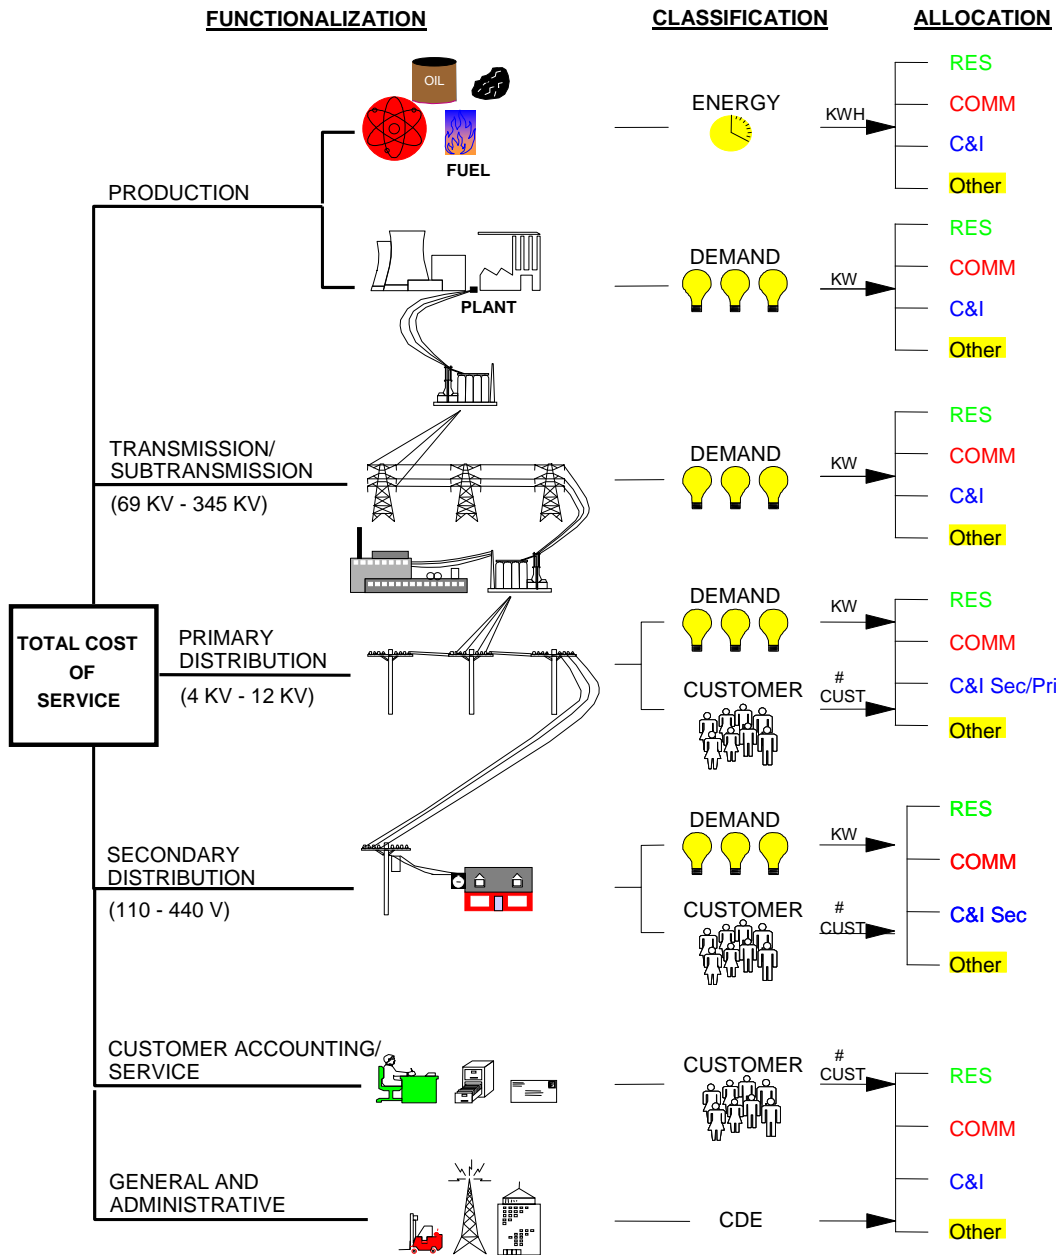 FUNCTIONALIZATION
CLASSIFICATION
ALLOCATION
OIL
FUEL
ENERGY
KWH
RES
COMM
C&I
Other
PRODUCTION
PLANT
DEMAND
KW
RES
COMM
C&I
Other
TRANSMISSION/
SUBTRANSMISSION
(69 KV - 345 KV)
DEMAND
KW
RES
COMM
C&I
Other
TOTAL COST
OF
SERVICE
PRIMARY
DISTRIBUTION
(4 KV - 12 KV)
DEMAND
KW
CUSTOMER
#
CUST
RES
COMM
C&I Sec/Pri
Other
SECONDARY
DISTRIBUTION
(110 - 440 V)
DEMAND
KW
CUSTOMER
#
CUST
RES
COMM
C&I Sec
Other
CUSTOMER ACCOUNTING/
SERVICE
CUSTOMER
#
CUST
GENERAL AND
ADMINISTRATIVE
CDE
RES
COMM
C&I
Other